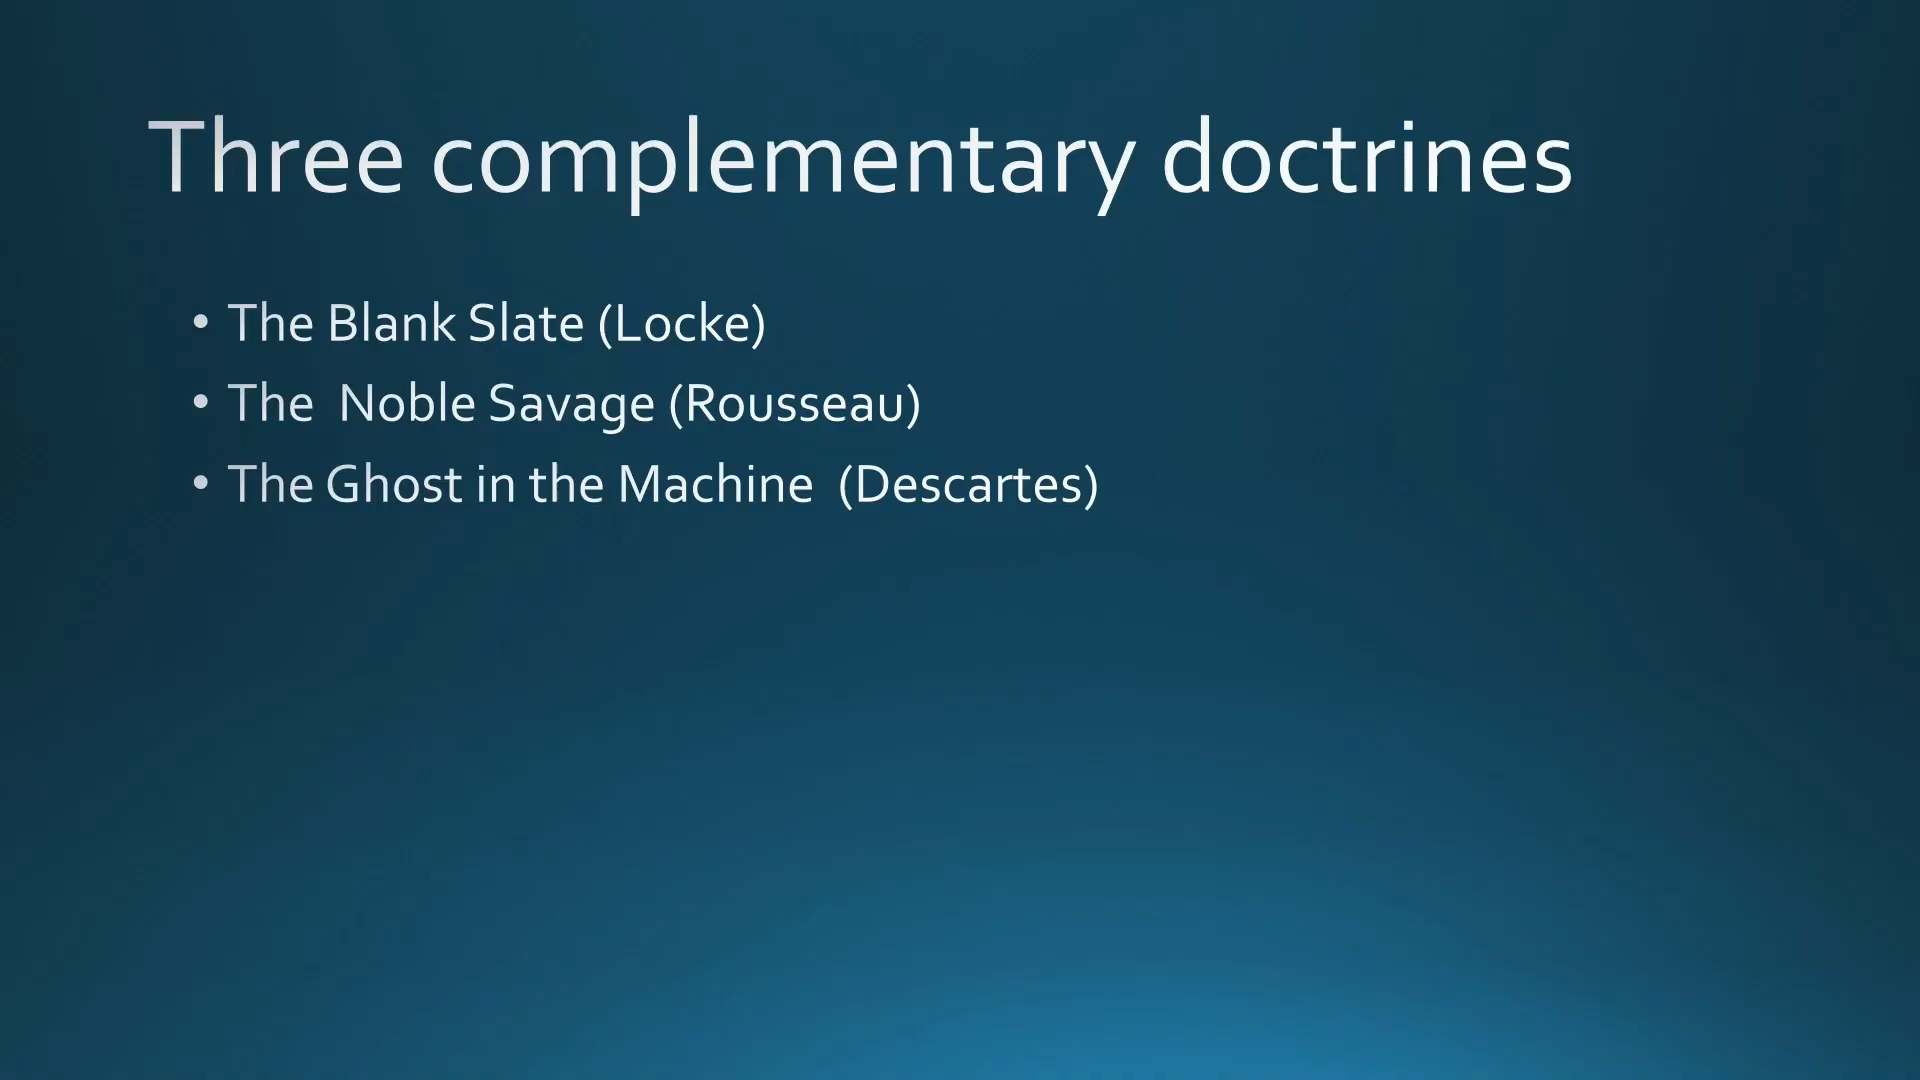 Three complementary doctrines
• The Blank Slate (Locke)
• The  Noble Savage (Rousseau)
• The Ghost in the Machine  (Descartes)